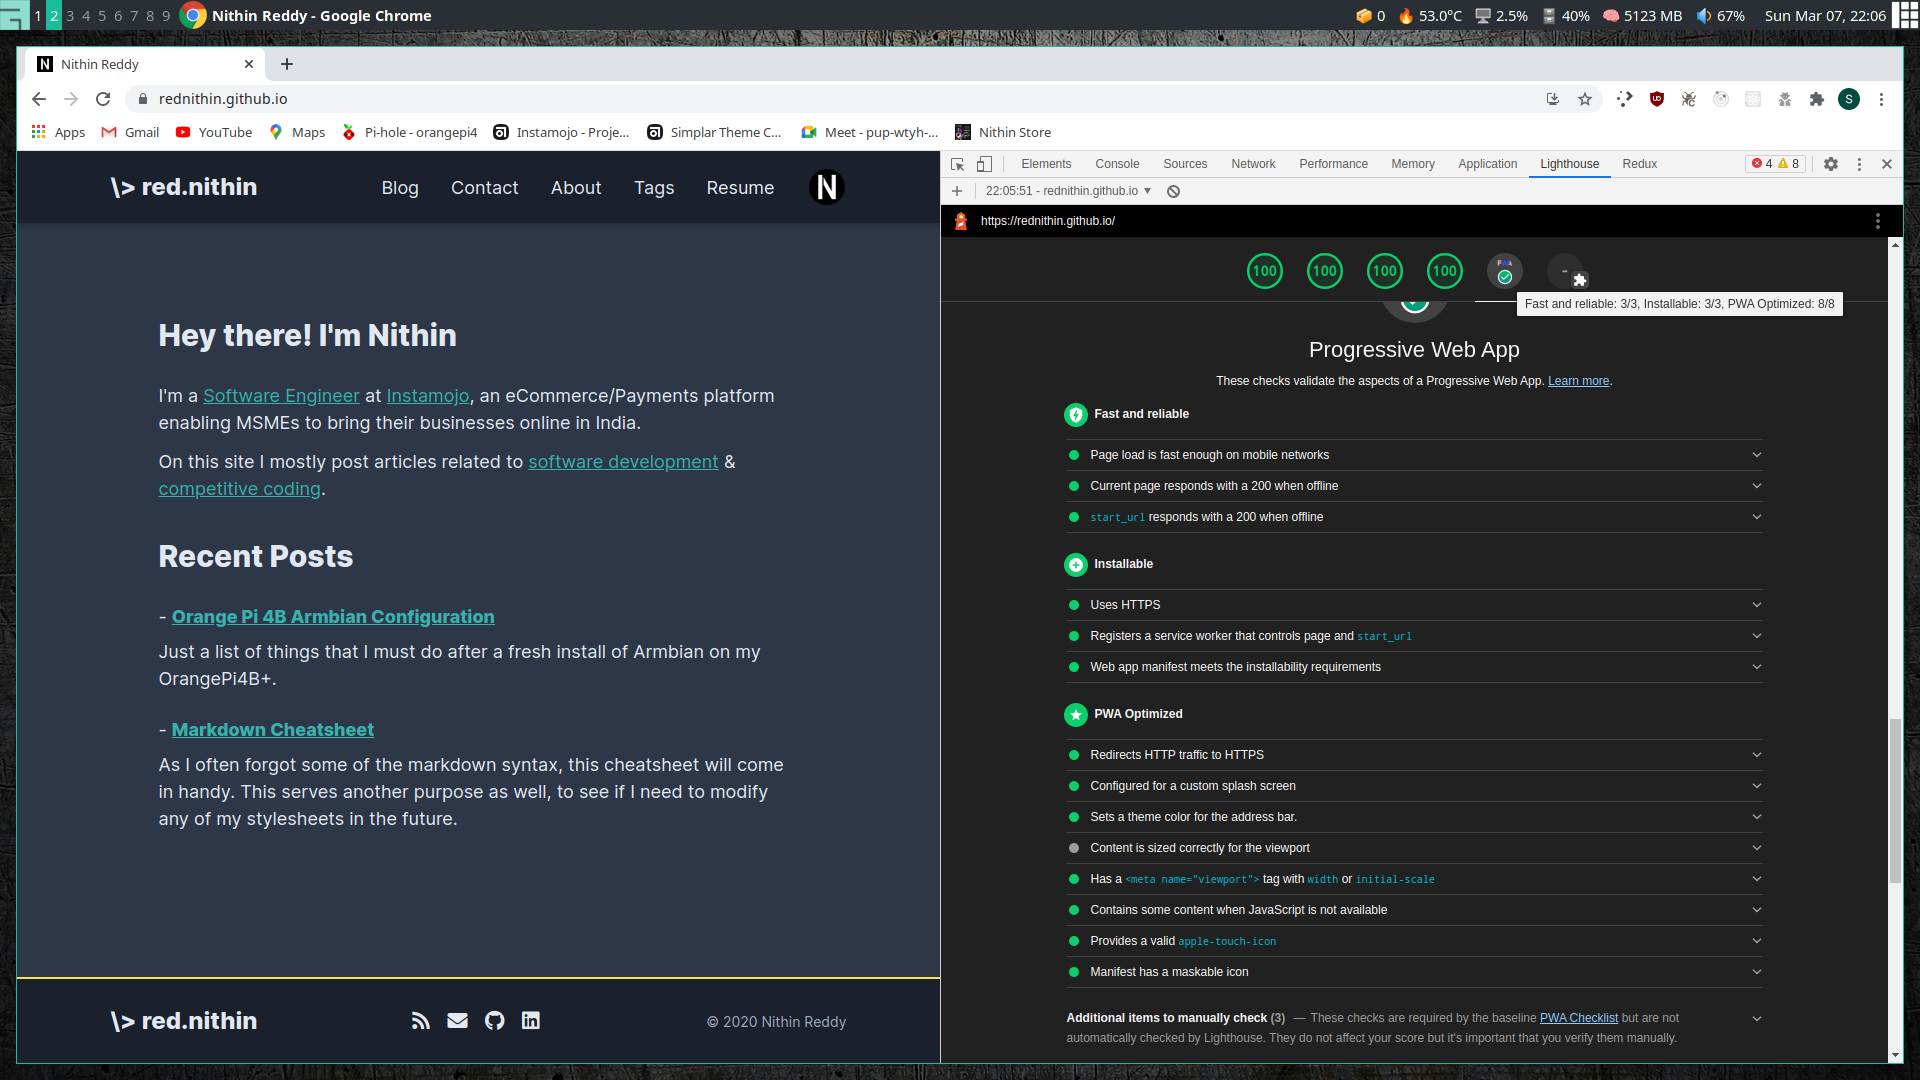 1 2 3 4 5 6 7 8 9 Nithin Reddy - Google Chrome 0 53.0°C 2.5% 40% 5123 MB 67% Sun Mar 07, 22:06
N Nithin Reddy
rednithin.github.io S
Apps Gmail YouTube Maps Pi-hole - orangepi4 Instamojo - Proje... Simplar Theme C... Meet - pup-wtyh-... Nithin Store
\> red.nithin Blog Contact About Tags Resume N
Hey there! I'm Nithin
I'm a Software Engineer at Instamojo, an eCommerce/Payments platform
enabling MSMEs to bring their businesses online in India.
On this site I mostly post articles related to software development &
competitive coding.
Recent Posts
- Orange Pi 4B Armbian Configuration
Just a list of things that I must do after a fresh install of Armbian on my
OrangePi4B+.
- Markdown Cheatsheet
As I often forgot some of the markdown syntax, this cheatsheet will come
in handy. This serves another purpose as well, to see if I need to modify
any of my stylesheets in the future.
\> red.nithin © 2020 Nithin Reddy
Elements Console Sources Network Performance Memory Application Lighthouse Redux 4 8
22:05:51 - rednithin.github.io
https://rednithin.github.io/
100 100 100 100 PWA -
Fast and reliable: 3/3, Installable: 3/3, PWA Optimized: 8/8
Progressive Web App
These checks validate the aspects of a Progressive Web App. Learn more.
Fast and reliable
Page load is fast enough on mobile networks
Current page responds with a 200 when offline
start_url responds with a 200 when offline
Installable
Uses HTTPS
Registers a service worker that controls page and start_url
Web app manifest meets the installability requirements
PWA Optimized
Redirects HTTP traffic to HTTPS
Configured for a custom splash screen
Sets a theme color for the address bar.
Content is sized correctly for the viewport
Has a <meta name="viewport"> tag with width or initial-scale
Contains some content when JavaScript is not available
Provides a valid apple-touch-icon
Manifest has a maskable icon
Additional items to manually check (3) — These checks are required by the baseline PWA Checklist but are not
automatically checked by Lighthouse. They do not affect your score but it's important that you verify them manually.